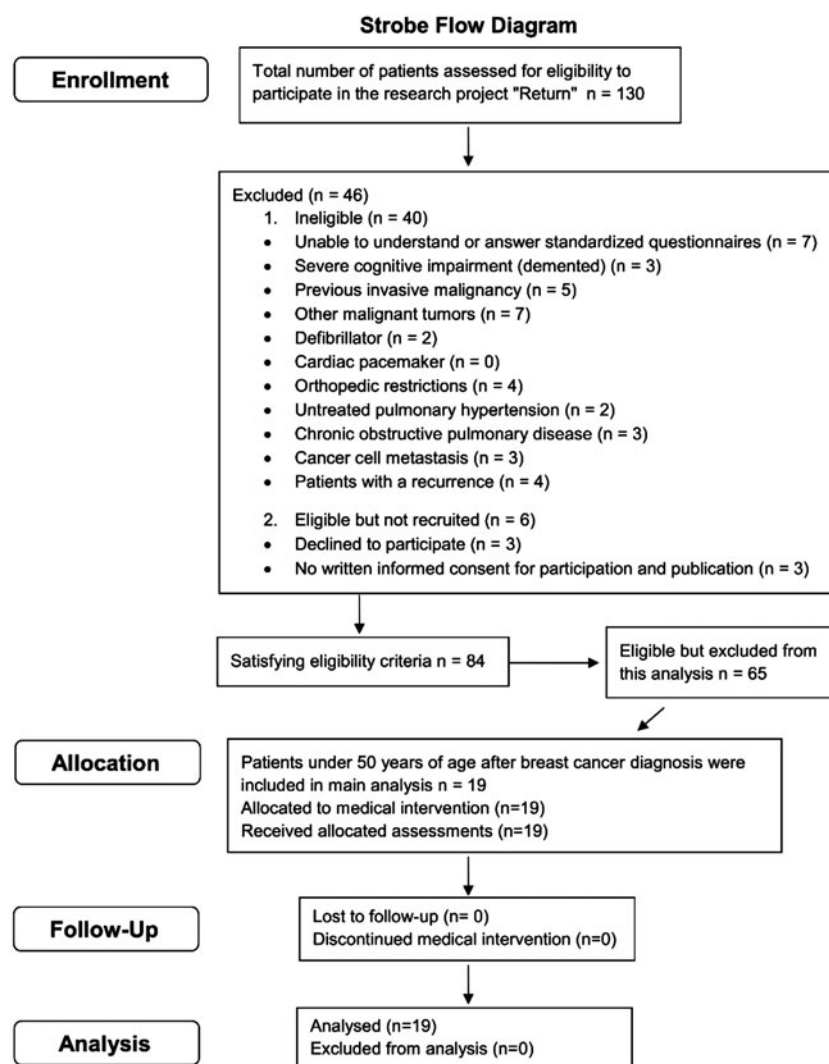 Strobe Flow Diagram
Enrollment
Total number of patients assessed for eligibility to
participate in the research project "Return" n = 130
Excluded (n = 46)
1. Ineligible (n = 40)
• Unable to understand or answer standardized questionnaires (n = 7)
• Severe cognitive impairment (demented) (n = 3)
• Previous invasive malignancy (n = 5)
• Other malignant tumors (n = 7)
• Defibrillator (n = 2)
• Cardiac pacemaker (n = 0)
• Orthopedic restrictions (n = 4)
• Untreated pulmonary hypertension (n = 2)
• Chronic obstructive pulmonary disease (n = 3)
• Cancer cell metastasis (n = 3)
• Patients with a recurrence (n = 4)
2. Eligible but not recruited (n = 6)
• Declined to participate (n = 3)
• No written informed consent for participation and publication (n = 3)
Satisfying eligibility criteria n = 84
Eligible but excluded from
this analysis n = 65
Allocation
Patients under 50 years of age after breast cancer diagnosis were
included in main analysis n = 19
Allocated to medical intervention (n=19)
Received allocated assessments (n=19)
Follow-Up
Lost to follow-up (n= 0)
Discontinued medical intervention (n=0)
Analysis
Analysed (n=19)
Excluded from analysis (n=0)